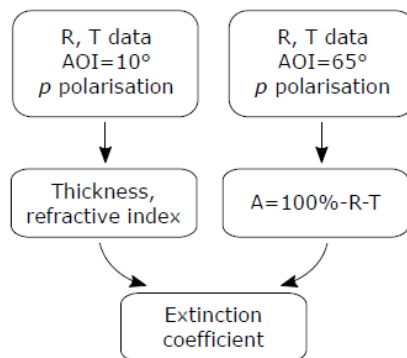 R, T data
AOI=10°
p polarisation
R, T data
AOI=65°
p polarisation
Thickness,
refractive index
A=100%-R-T
Extinction
coefficient